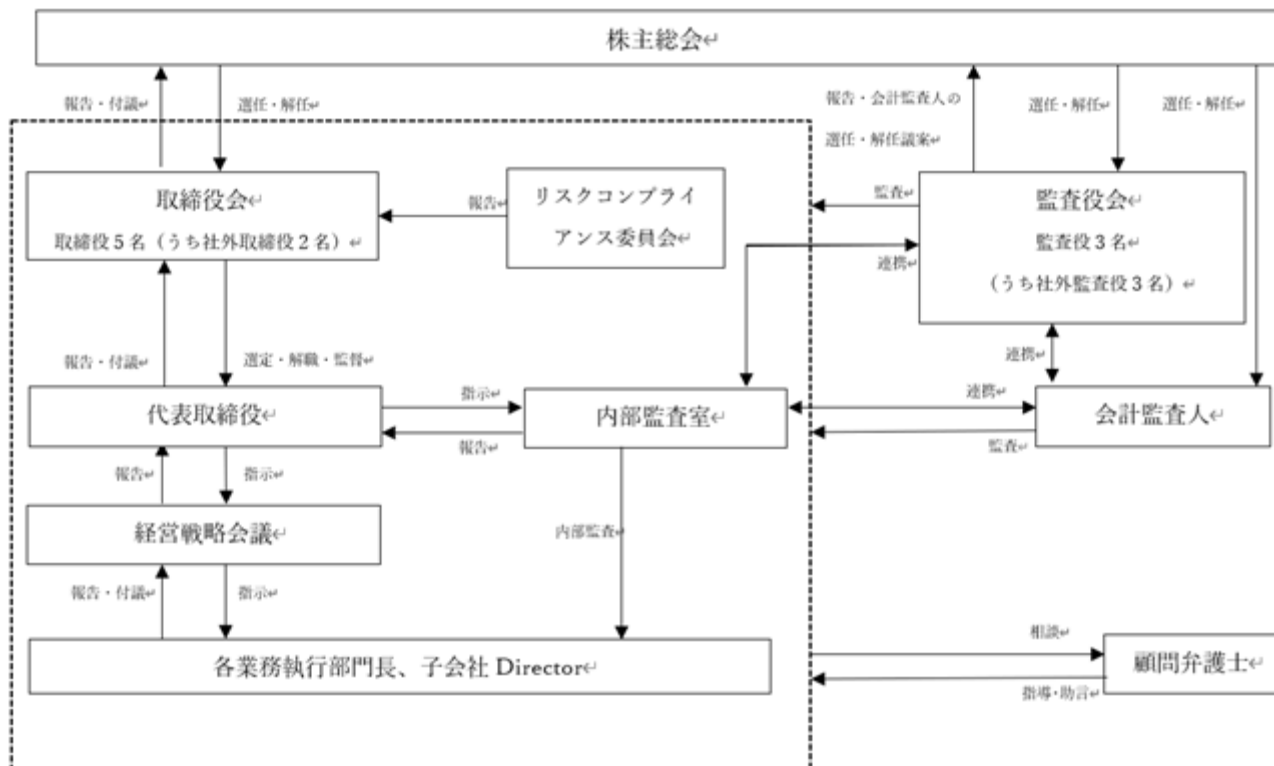 株主総会↵
報告・付議↵
選任・解任↵
報告・会計監査人の
選任・解任議案↵
選任・解任↵
選任・解任↵
取締役会↵
取締役5名(うち社外取締役2名)↵
報告↵
リスクコンプライ
アンス委員会↵
監査↵
連携↵
監査役会↵
監査役3名↵
(うち社外監査役3名)↵
報告・付議↵
選定・解職・監督↵
連携↵
代表取締役↵
指示↵
報告↵
内部監査室↵
連携↵
監査↵
会計監査人↵
報告↵
指示↵
経営戦略会議↵
内部監査↵
報告・付議↵
指示↵
各業務執行部門長、子会社 Director↵
相談↵
指導・助言↵
顧問弁護士↵